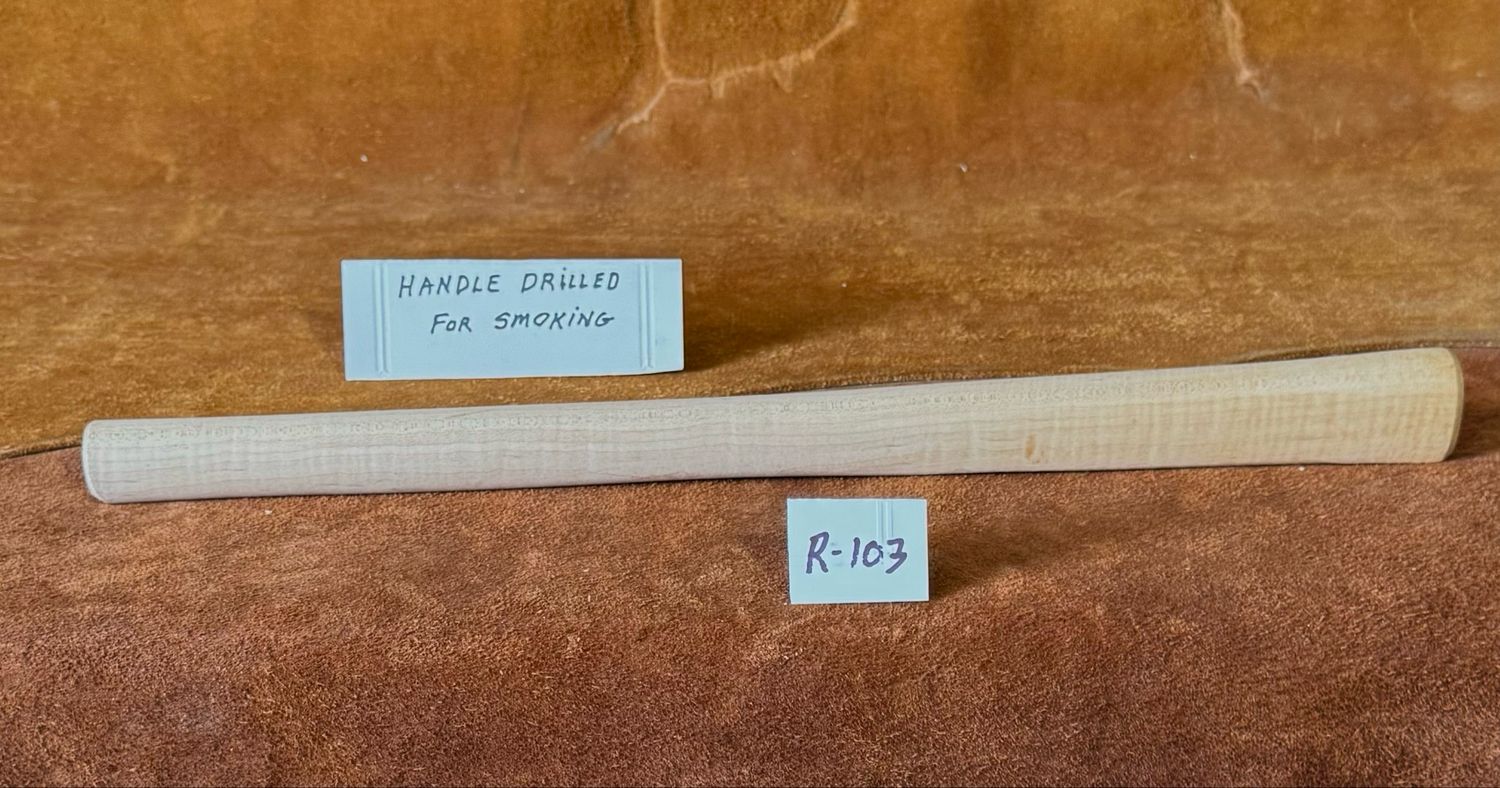 HANDLE DRiLLED
FOR SMOKING
R-103